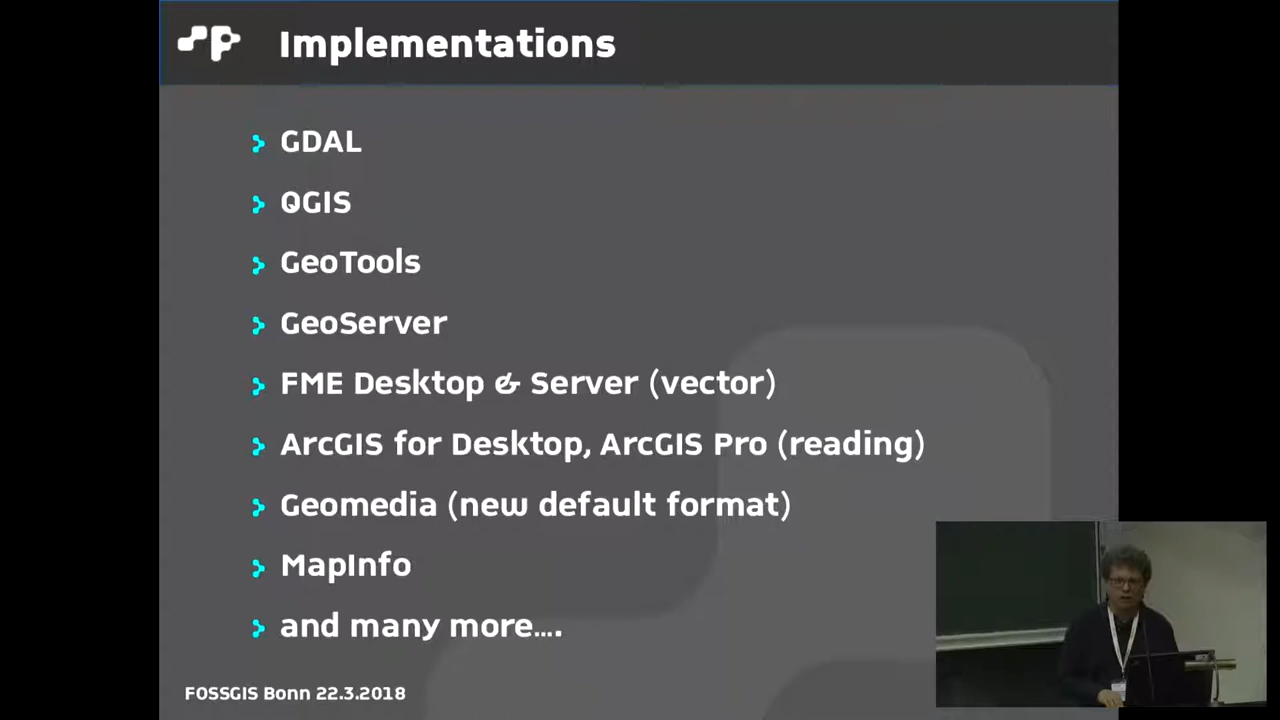 Implementations
GDAL
QGIS
GeoTools
GeoServer
FME Desktop & Server (vector)
ArcGIS for Desktop, ArcGIS Pro (reading)
Geomedia (new default format)
MapInfo
and many more....
FOSSGIS Bonn 22.3.2018